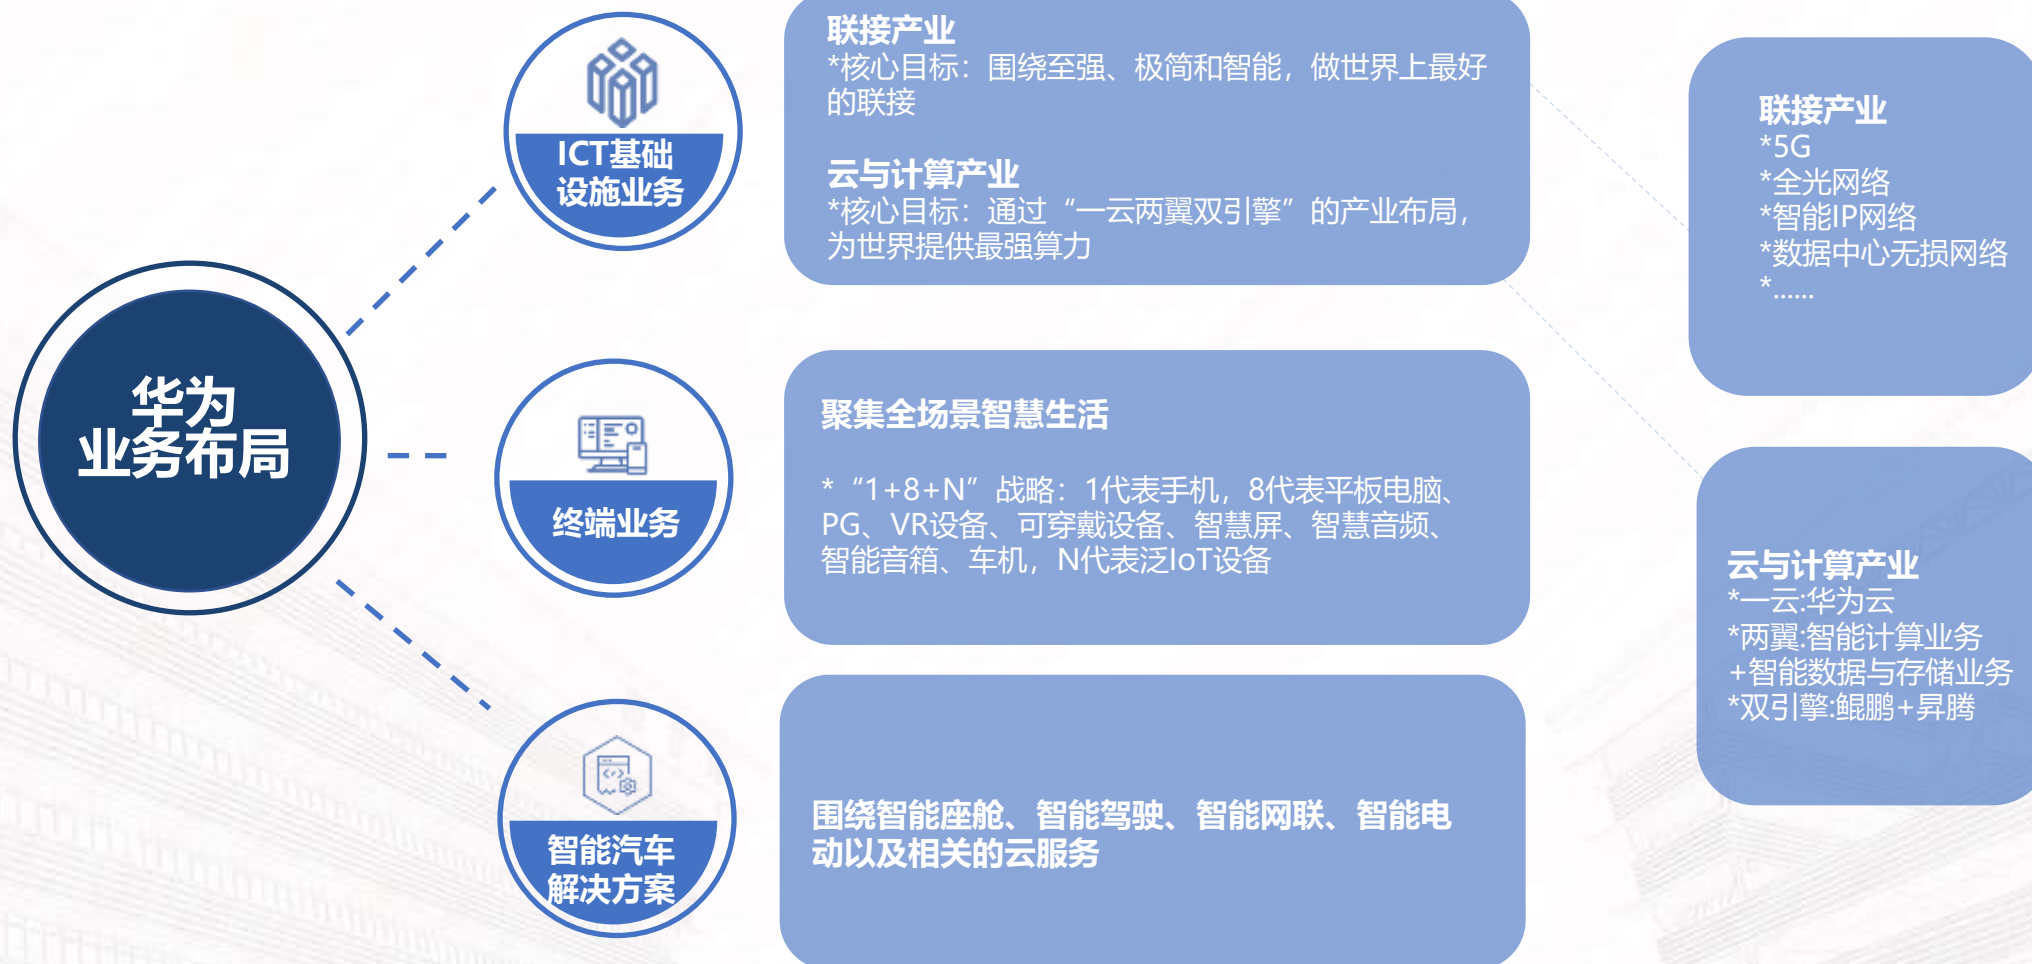 华为
业务布局
ICT基础
设施业务
联接产业
*核心目标：围绕至强、极简和智能，做世界上最好
的联接
云与计算产业
*核心目标：通过“一云两翼双引擎”的产业布局，
为世界提供最强算力
联接产业
*5G
*全光网络
*智能IP网络
*数据中心无损网络
*......
终端业务
聚集全场景智慧生活
*“1+8+N”战略：1代表手机，8代表平板电脑、
PG、VR设备、可穿戴设备、智慧屏、智慧音频、
智能音箱、车机，N代表泛IoT设备
云与计算产业
*一云:华为云
*两翼:智能计算业务
+智能数据与存储业务
*双引擎:鲲鹏+昇腾
智能汽车
解决方案
围绕智能座舱、智能驾驶、智能网联、智能电
动以及相关的云服务